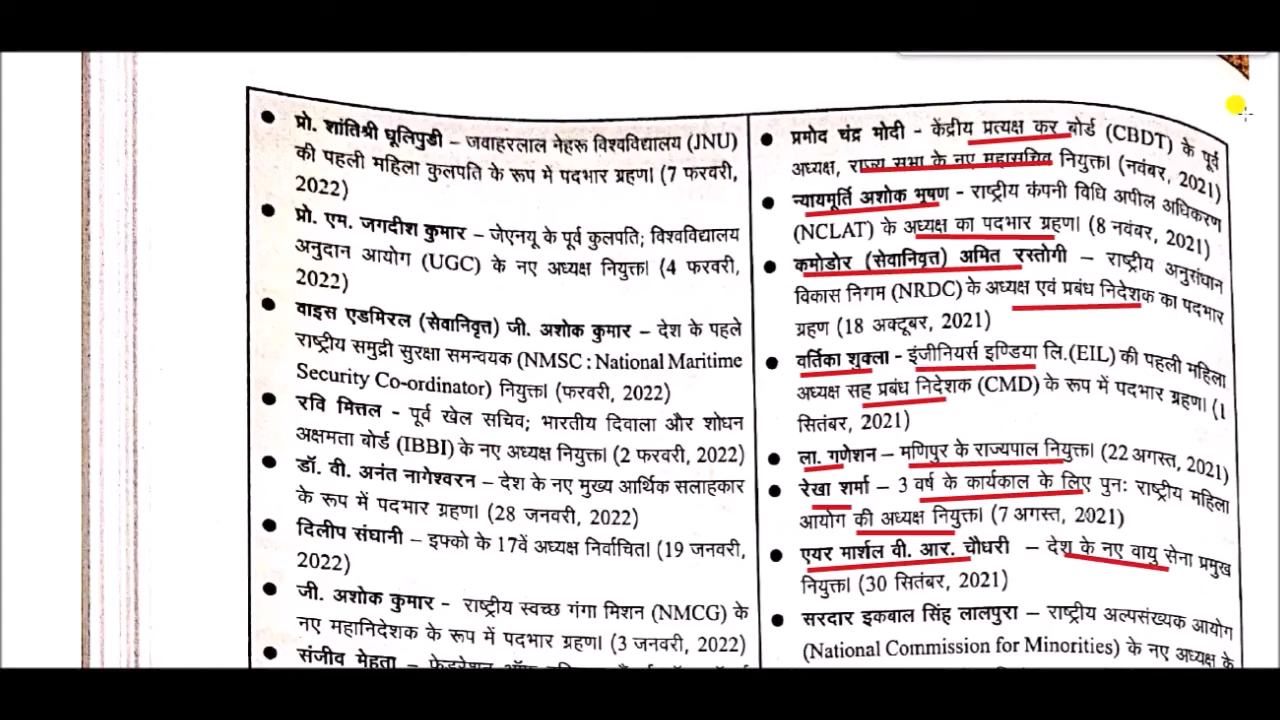 ● प्रो. शांतिश्री धूलिपुडी – जवाहरलाल नेहरू विश्वविद्यालय (JNU)
की पहली महिला कुलपति के रूप में पदभार ग्रहण। (7 फरवरी,
2022)
● प्रो. एम. जगदीश कुमार – जेएनयू के पूर्व कुलपति; विश्वविद्यालय
अनुदान आयोग (UGC) के नए अध्यक्ष नियुक्त। (4 फरवरी,
2022)
● वाइस एडमिरल (सेवानिवृत्त) जी. अशोक कुमार – देश के पहले
राष्ट्रीय समुद्री सुरक्षा समन्वयक (NMSC : National Maritime
Security Co-ordinator) नियुक्त। (फरवरी, 2022)
● रवि मित्तल - पूर्व खेल सचिव; भारतीय दिवाला और शोधन
अक्षमता बोर्ड (IBBI) के नए अध्यक्ष नियुक्त। (2 फरवरी, 2022)
● डॉ. वी. अनंत नागेश्वरन – देश के नए मुख्य आर्थिक सलाहकार
के रूप में पदभार ग्रहण। (28 जनवरी, 2022)
● दिलीप संघानी – इफ्को के 17वें अध्यक्ष निर्वाचित। (19 जनवरी,
2022)
● जी. अशोक कुमार - राष्ट्रीय स्वच्छ गंगा मिशन (NMCG) के
नए महानिदेशक के रूप में पदभार ग्रहण। (3 जनवरी, 2022)
● संजीव मेहता –
● प्रमोद चंद्र मोदी - केंद्रीय प्रत्यक्ष कर बोर्ड (CBDT) के पूर्व
अध्यक्ष, राज्य सभा के नए महासचिव नियुक्त। (नवंबर, 2021)
● न्यायमूर्ति अशोक भूषण - राष्ट्रीय कंपनी विधि अपील अधिकरण
(NCLAT) के अध्यक्ष का पदभार ग्रहण। (8 नवंबर, 2021)
● कमोडोर (सेवानिवृत्त) अमित रस्तोगी – राष्ट्रीय अनुसंधान
विकास निगम (NRDC) के अध्यक्ष एवं प्रबंध निदेशक का पदभार
ग्रहण (18 अक्टूबर, 2021)
● वर्तिका शुक्ला - इंजीनियर्स इण्डिया लि.(EIL) की पहली महिला
अध्यक्ष सह प्रबंध निदेशक (CMD) के रूप में पदभार ग्रहण। (1
सितंबर, 2021)
● ला. गणेशन – मणिपुर के राज्यपाल नियुक्त। (22 अगस्त, 2021)
● रेखा शर्मा – 3 वर्ष के कार्यकाल के लिए पुनः राष्ट्रीय महिला
आयोग की अध्यक्ष नियुक्त। (7 अगस्त, 2021)
● एयर मार्शल वी. आर. चौधरी – देश के नए वायु सेना प्रमुख
नियुक्त। (30 सितंबर, 2021)
● सरदार इकबाल सिंह लालपुरा – राष्ट्रीय अल्पसंख्यक आयोग
(National Commission for Minorities) के नए अध्यक्ष के